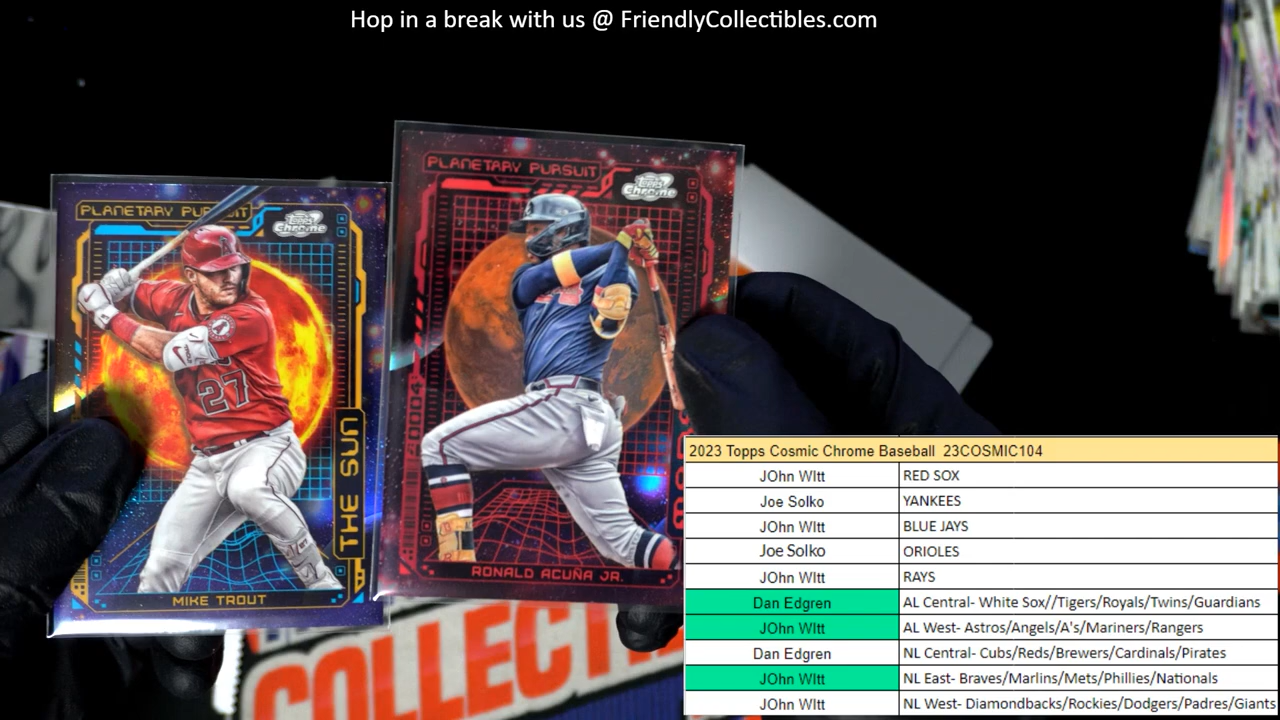 Hop in a break with us @ FriendlyCollectibles.com
PLANETARY PURSUIT
Topps
Chrome
A
27
THE SUN
MIKE TROUT
PLANETARY PURSUIT
Topps
Chrome
RONALD ACUÑA JR.
COLLECT
2023 Topps Cosmic Chrome Baseball 23COSMIC104
JOhn WItt RED SOX
Joe Solko YANKEES
JOhn WItt BLUE JAYS
Joe Solko ORIOLES
JOhn WItt RAYS
Dan Edgren AL Central- White Sox//Tigers/Royals/Twins/Guardians
JOhn WItt AL West- Astros/Angels/A's/Mariners/Rangers
Dan Edgren NL Central- Cubs/Reds/Brewers/Cardinals/Pirates
JOhn WItt NL East- Braves/Marlins/Mets/Phillies/Nationals
JOhn WItt NL West- Diamondbacks/Rockies/Dodgers/Padres/Giants